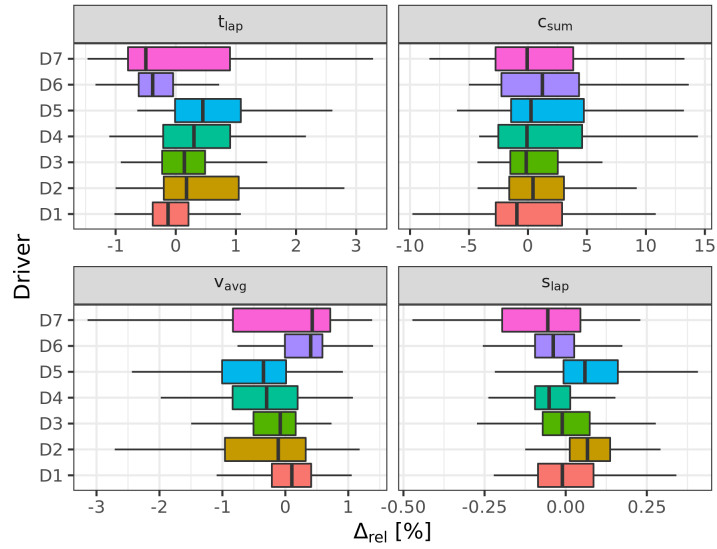 t_lap c_sum
D7
D6
D5
D4
D3
D2
D1
-1 0 1 2 3 -10 -5 0 5 10 15
Driver
v_avg s_lap
D7
D6
D5
D4
D3
D2
D1
-3 -2 -1 0 1 -0.50 -0.25 0.00 0.25
Δ_rel [%]